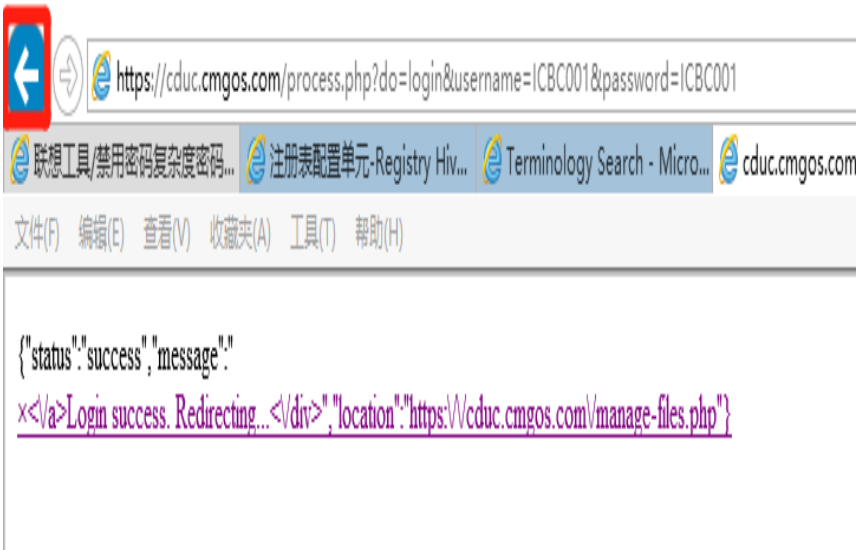 https://cduc.cmgos.com/process.php?do=login&username=ICBC001&password=ICBC001
联想工具/禁用密码复杂度密码... 注册表配置单元-Registry Hiv... Terminology Search - Micro... cduc.cmgos.com
文件(F) 编辑(E) 查看(V) 收藏夹(A) 工具(T) 帮助(H)
{"status":"success","message":"
×<\/a>Login success. Redirecting...<\/div>","location":"https:\/\/cduc.cmgos.com\/manage-files.php"}